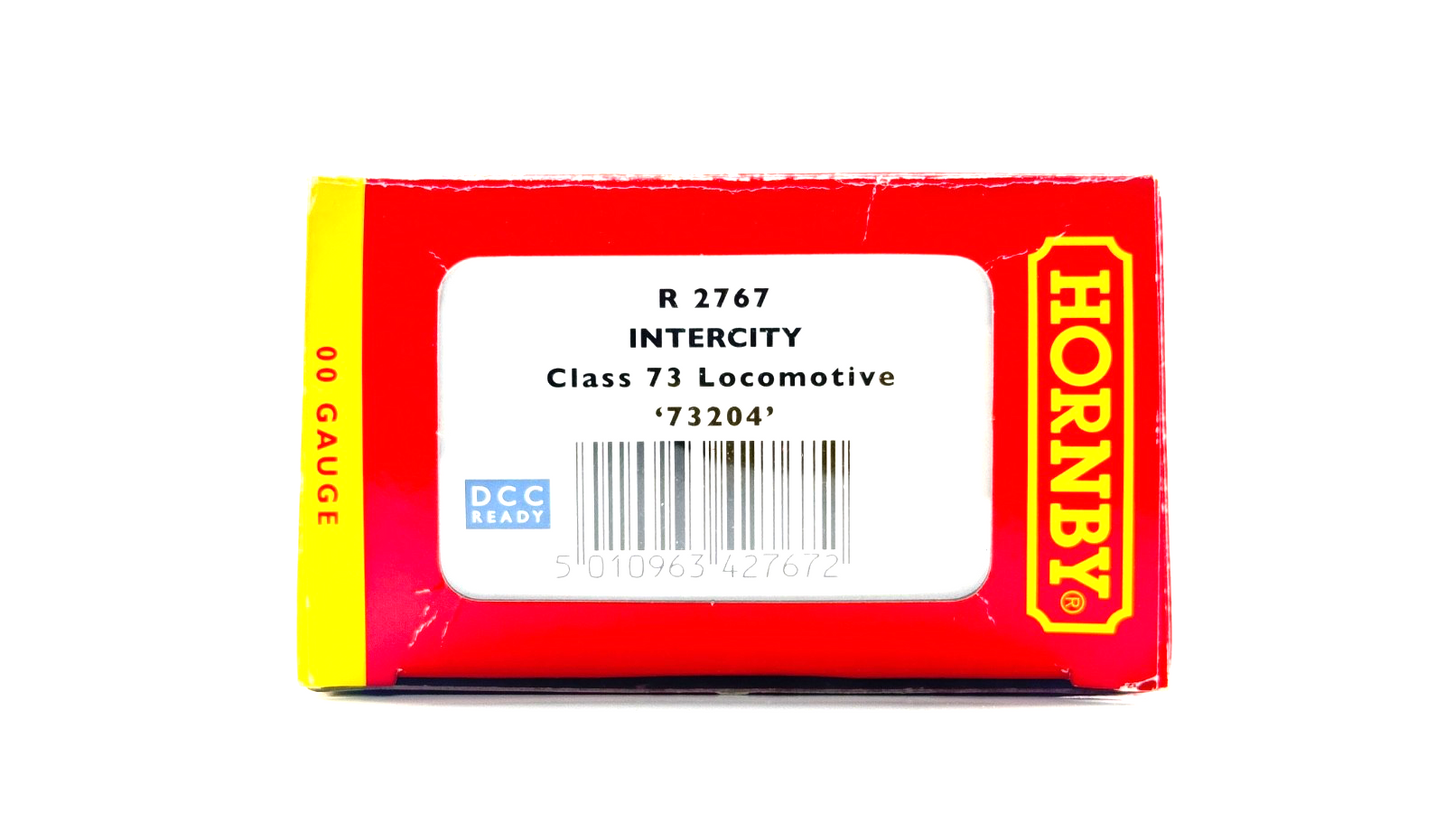 R 2767
INTERCITY
Class 73 Locomotive
‘73204’
DCC
READY
5 010963 427672
00 GAUGE
HORNBY®